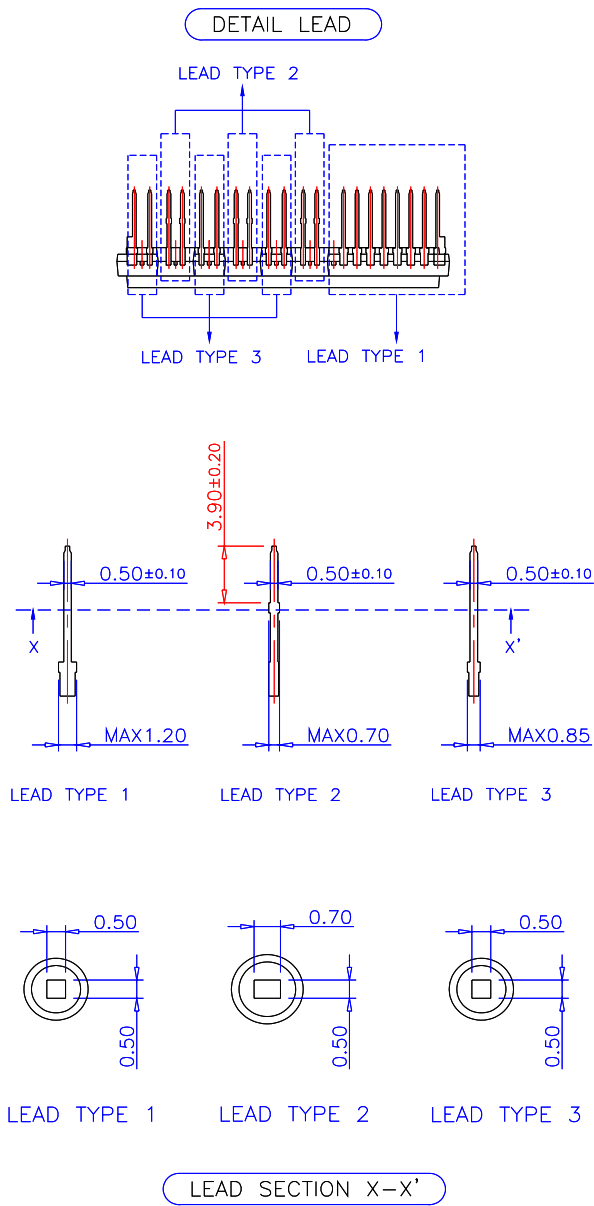 DETAIL LEAD
LEAD TYPE 2
LEAD TYPE 3
LEAD TYPE 1
3.90±0.20
0.50±0.10
0.50±0.10
0.50±0.10
X
X'
MAX1.20
MAX0.70
MAX0.85
LEAD TYPE 1
LEAD TYPE 2
LEAD TYPE 3
0.50
0.70
0.50
0.50
0.50
0.50
LEAD TYPE 1
LEAD TYPE 2
LEAD TYPE 3
LEAD SECTION X-X'